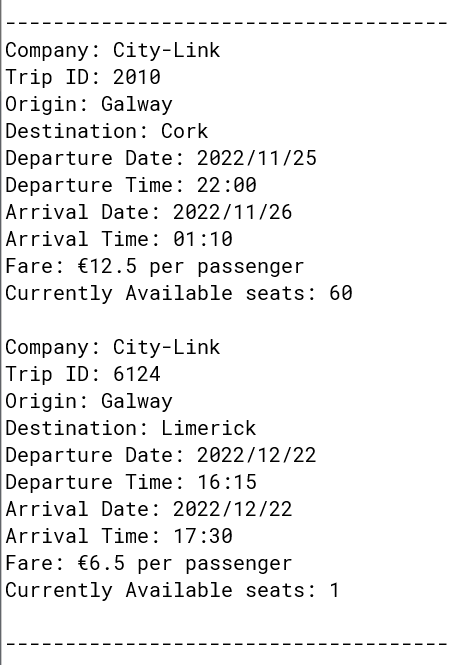 -------------------------------------
Company: City-Link
Trip ID: 2010
Origin: Galway
Destination: Cork
Departure Date: 2022/11/25
Departure Time: 22:00
Arrival Date: 2022/11/26
Arrival Time: 01:10
Fare: €12.5 per passenger
Currently Available seats: 60

Company: City-Link
Trip ID: 6124
Origin: Galway
Destination: Limerick
Departure Date: 2022/12/22
Departure Time: 16:15
Arrival Date: 2022/12/22
Arrival Time: 17:30
Fare: €6.5 per passenger
Currently Available seats: 1

-------------------------------------